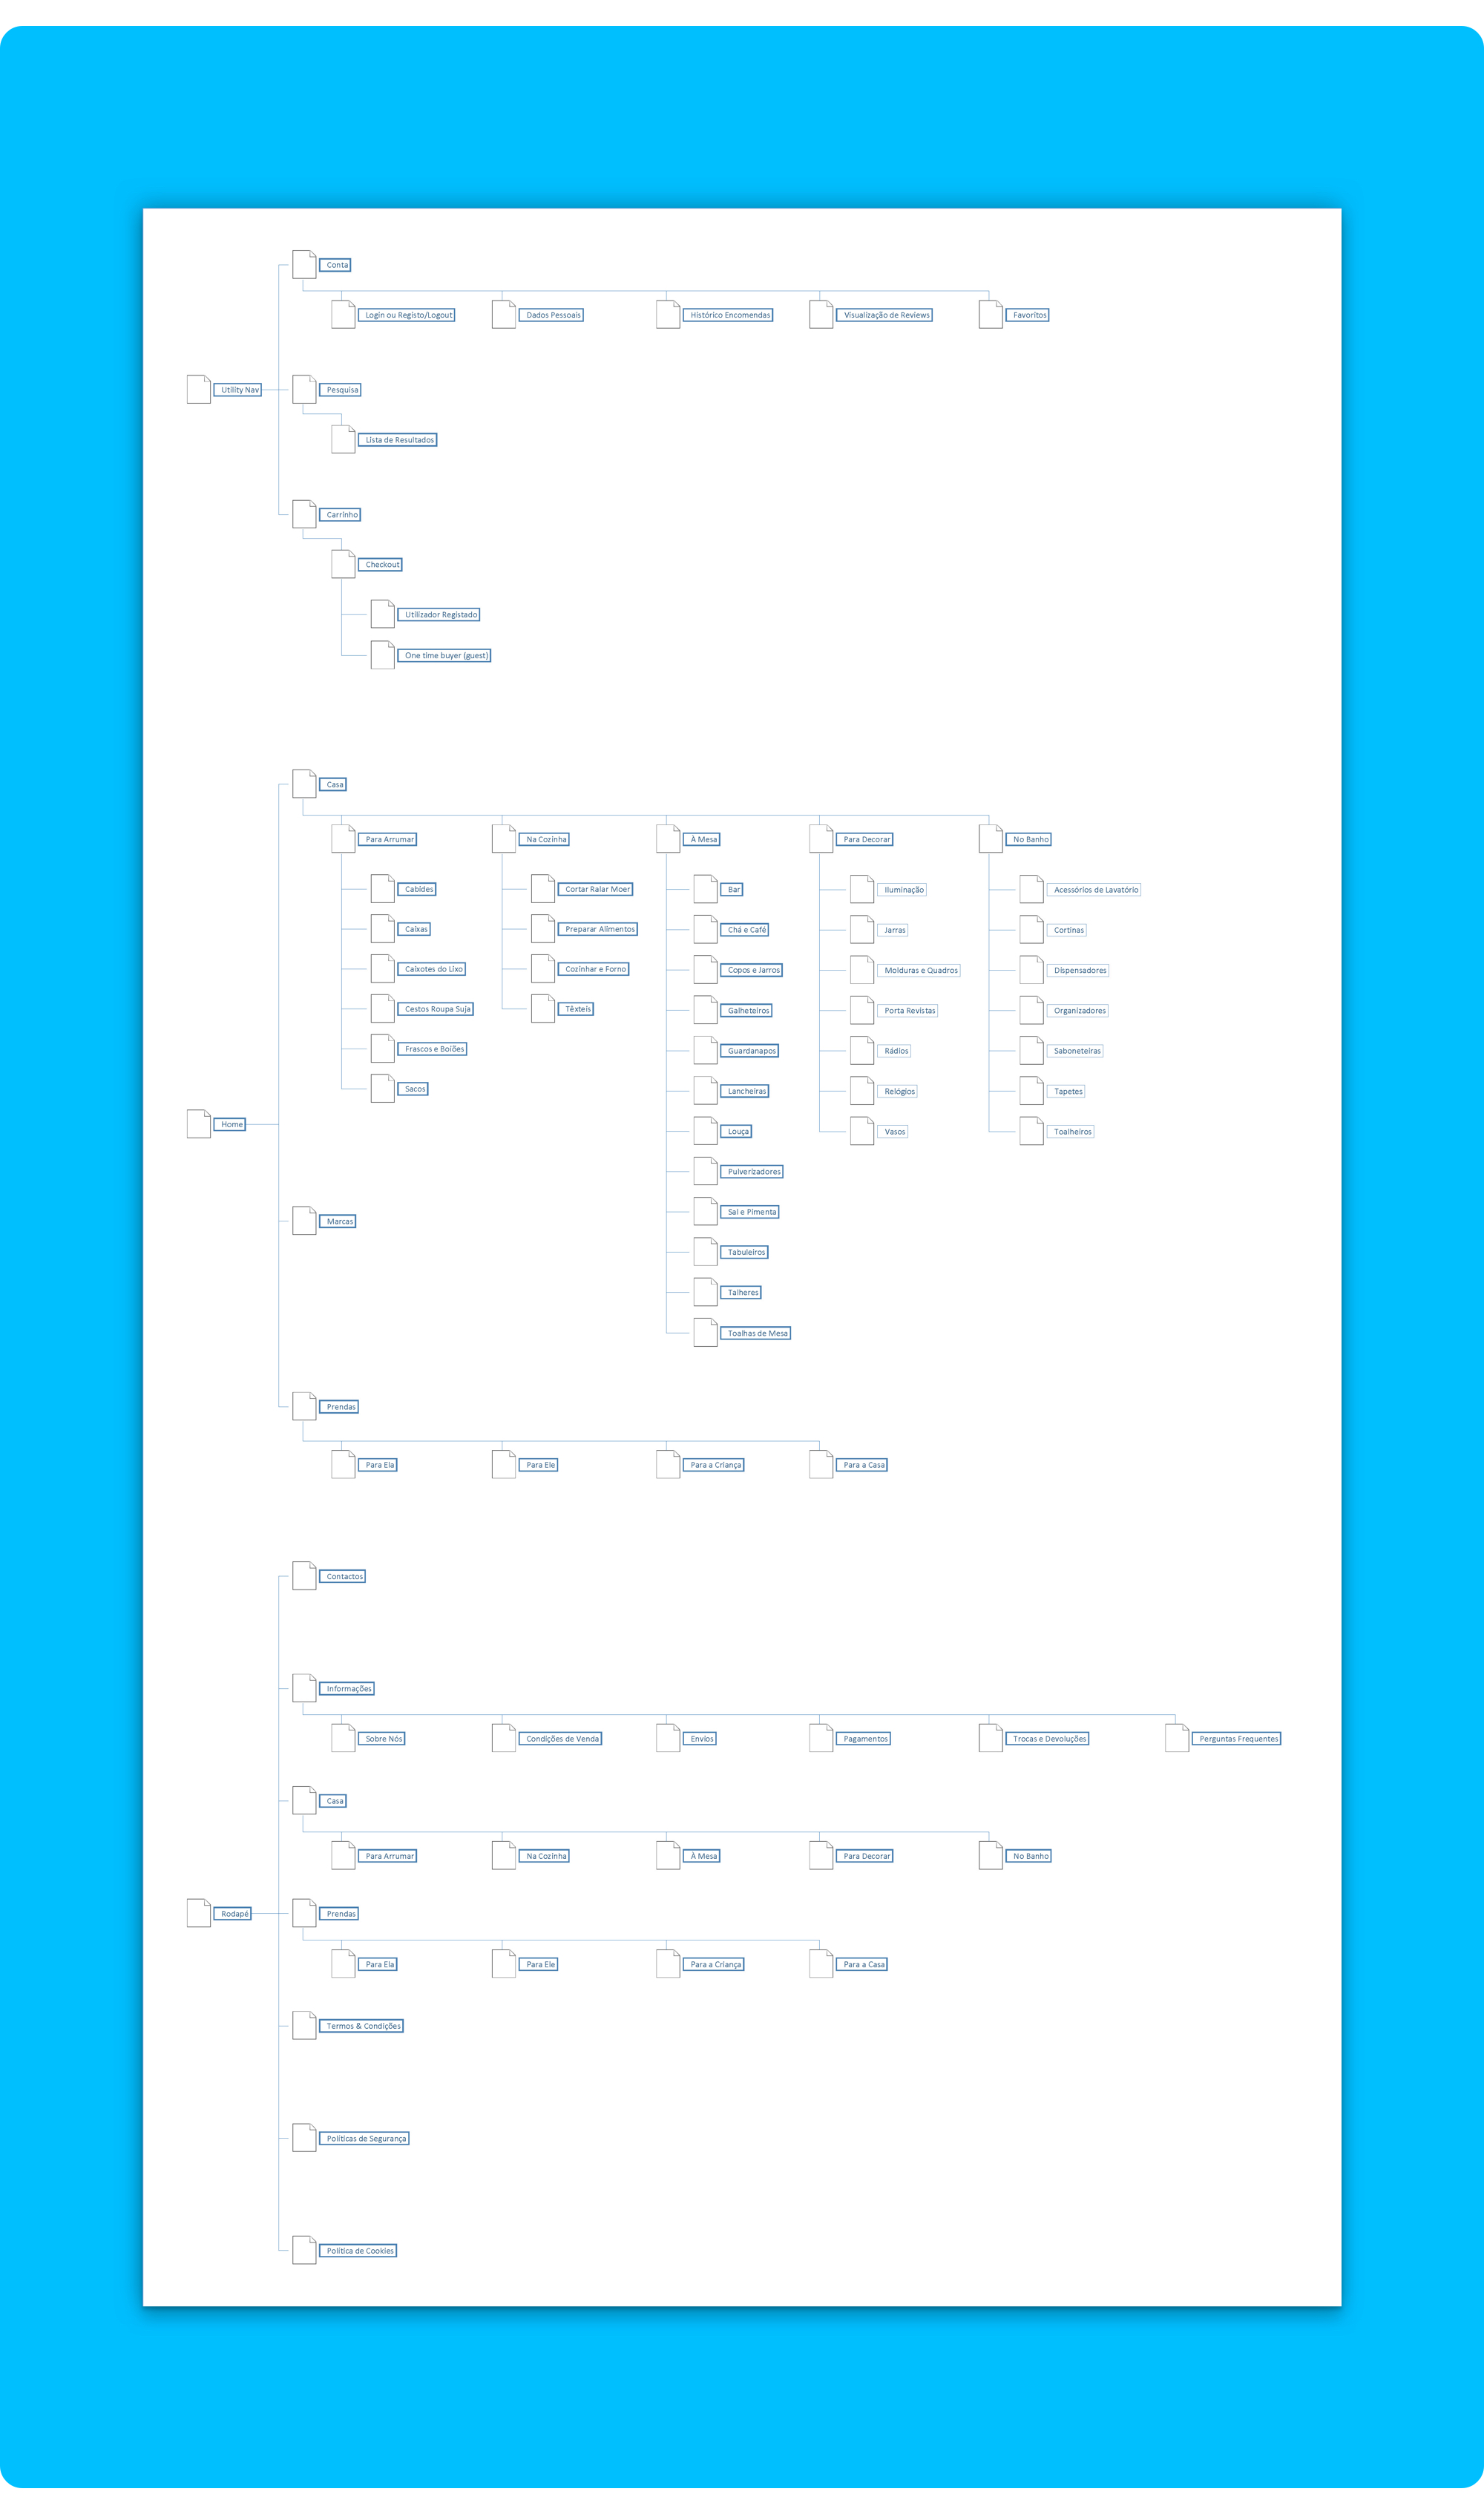 Conta
Login ou Registo/Logout
Dados Pessoais
Histórico Encomendas
Visualização de Reviews
Favoritos
Utility Nav
Pesquisa
Lista de Resultados
Carrinho
Checkout
Utilizador Registado
One time buyer (guest)
Casa
Para Arrumar
Na Cozinha
À Mesa
Para Decorar
No Banho
Cabides
Caixas
Caixotes do Lixo
Cestos Roupa Suja
Frascos e Boiões
Sacos
Cortar Ralar Moer
Preparar Alimentos
Cozinhar e Forno
Têxteis
Bar
Chá e Café
Copos e Jarros
Galheteiros
Guardanapos
Lancheiras
Louça
Pulverizadores
Sal e Pimenta
Tabuleiros
Talheres
Toalhas de Mesa
Iluminação
Jarras
Molduras e Quadros
Porta Revistas
Rádios
Relógios
Vasos
Acessórios de Lavatório
Cortinas
Dispensadores
Organizadores
Saboneteiras
Tapetes
Toalheiros
Home
Marcas
Prendas
Para Ela
Para Ele
Para a Criança
Para a Casa
Contactos
Informações
Sobre Nós
Condições de Venda
Envios
Pagamentos
Trocas e Devoluções
Perguntas Frequentes
Casa
Para Arrumar
Na Cozinha
À Mesa
Para Decorar
No Banho
Rodapé
Prendas
Para Ela
Para Ele
Para a Criança
Para a Casa
Termos & Condições
Políticas de Segurança
Política de Cookies